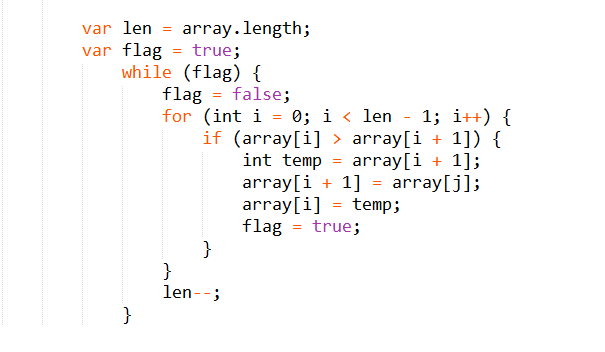 var len = array.length;
var flag = true;
while (flag) {
flag = false;
for (int i = 0; i < len - 1; i++) {
if (array[i] > array[i + 1]) {
int temp = array[i + 1];
array[i + 1] = array[j];
array[i] = temp;
flag = true;
}
}
len--;
}